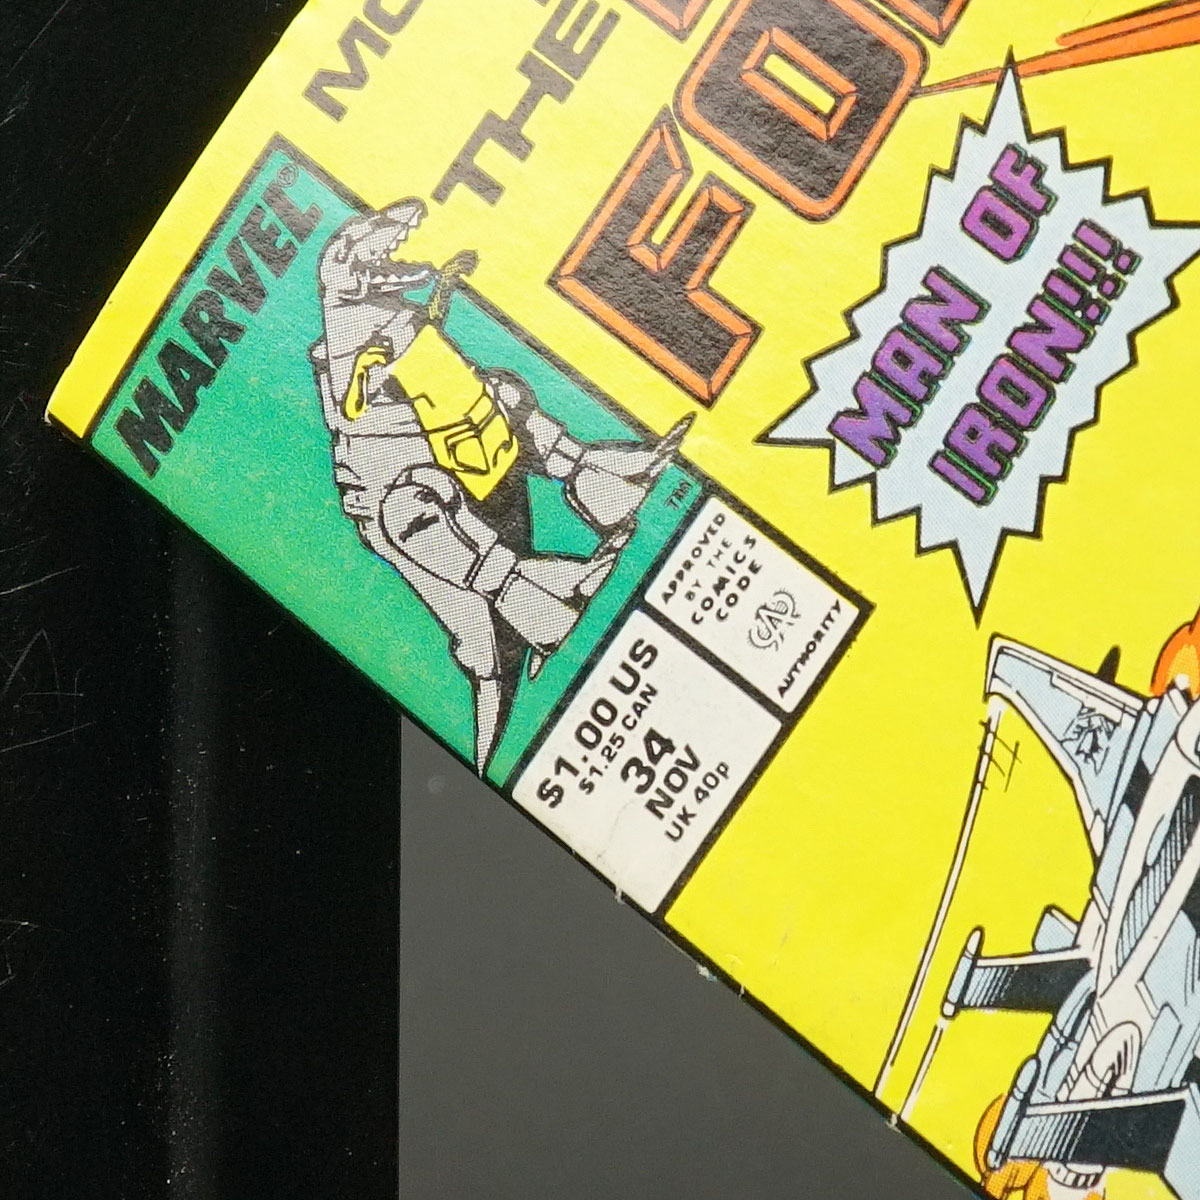 MARVEL®
THE
FO
MAN OF
IRON!!!
TM
APPROVED
BY THE
COMICS
CODE
CA
AUTHORITY
$1.00 US
$1.25 CAN
34
NOV
UK 40p